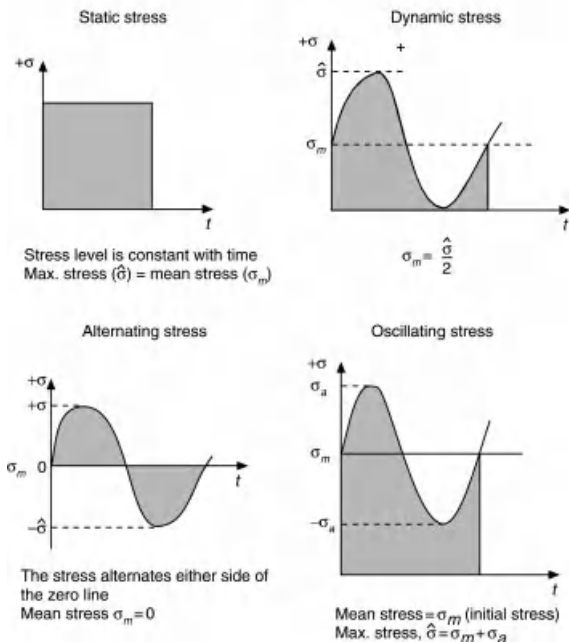 Static stress
+σ
t
Stress level is constant with time
Max. stress (σ̂) = mean stress (σm)
Dynamic stress
+
+σ
σ̂
σm
t
σm = σ̂/2
Alternating stress
+σ
+σ
σm 0
t
−σ̂
The stress alternates either side of
the zero line
Mean stress σm=0
Oscillating stress
+σ
σa
σm
−σa
t
Mean stress=σm (initial stress)
Max. stress, σ̂=σm+σa